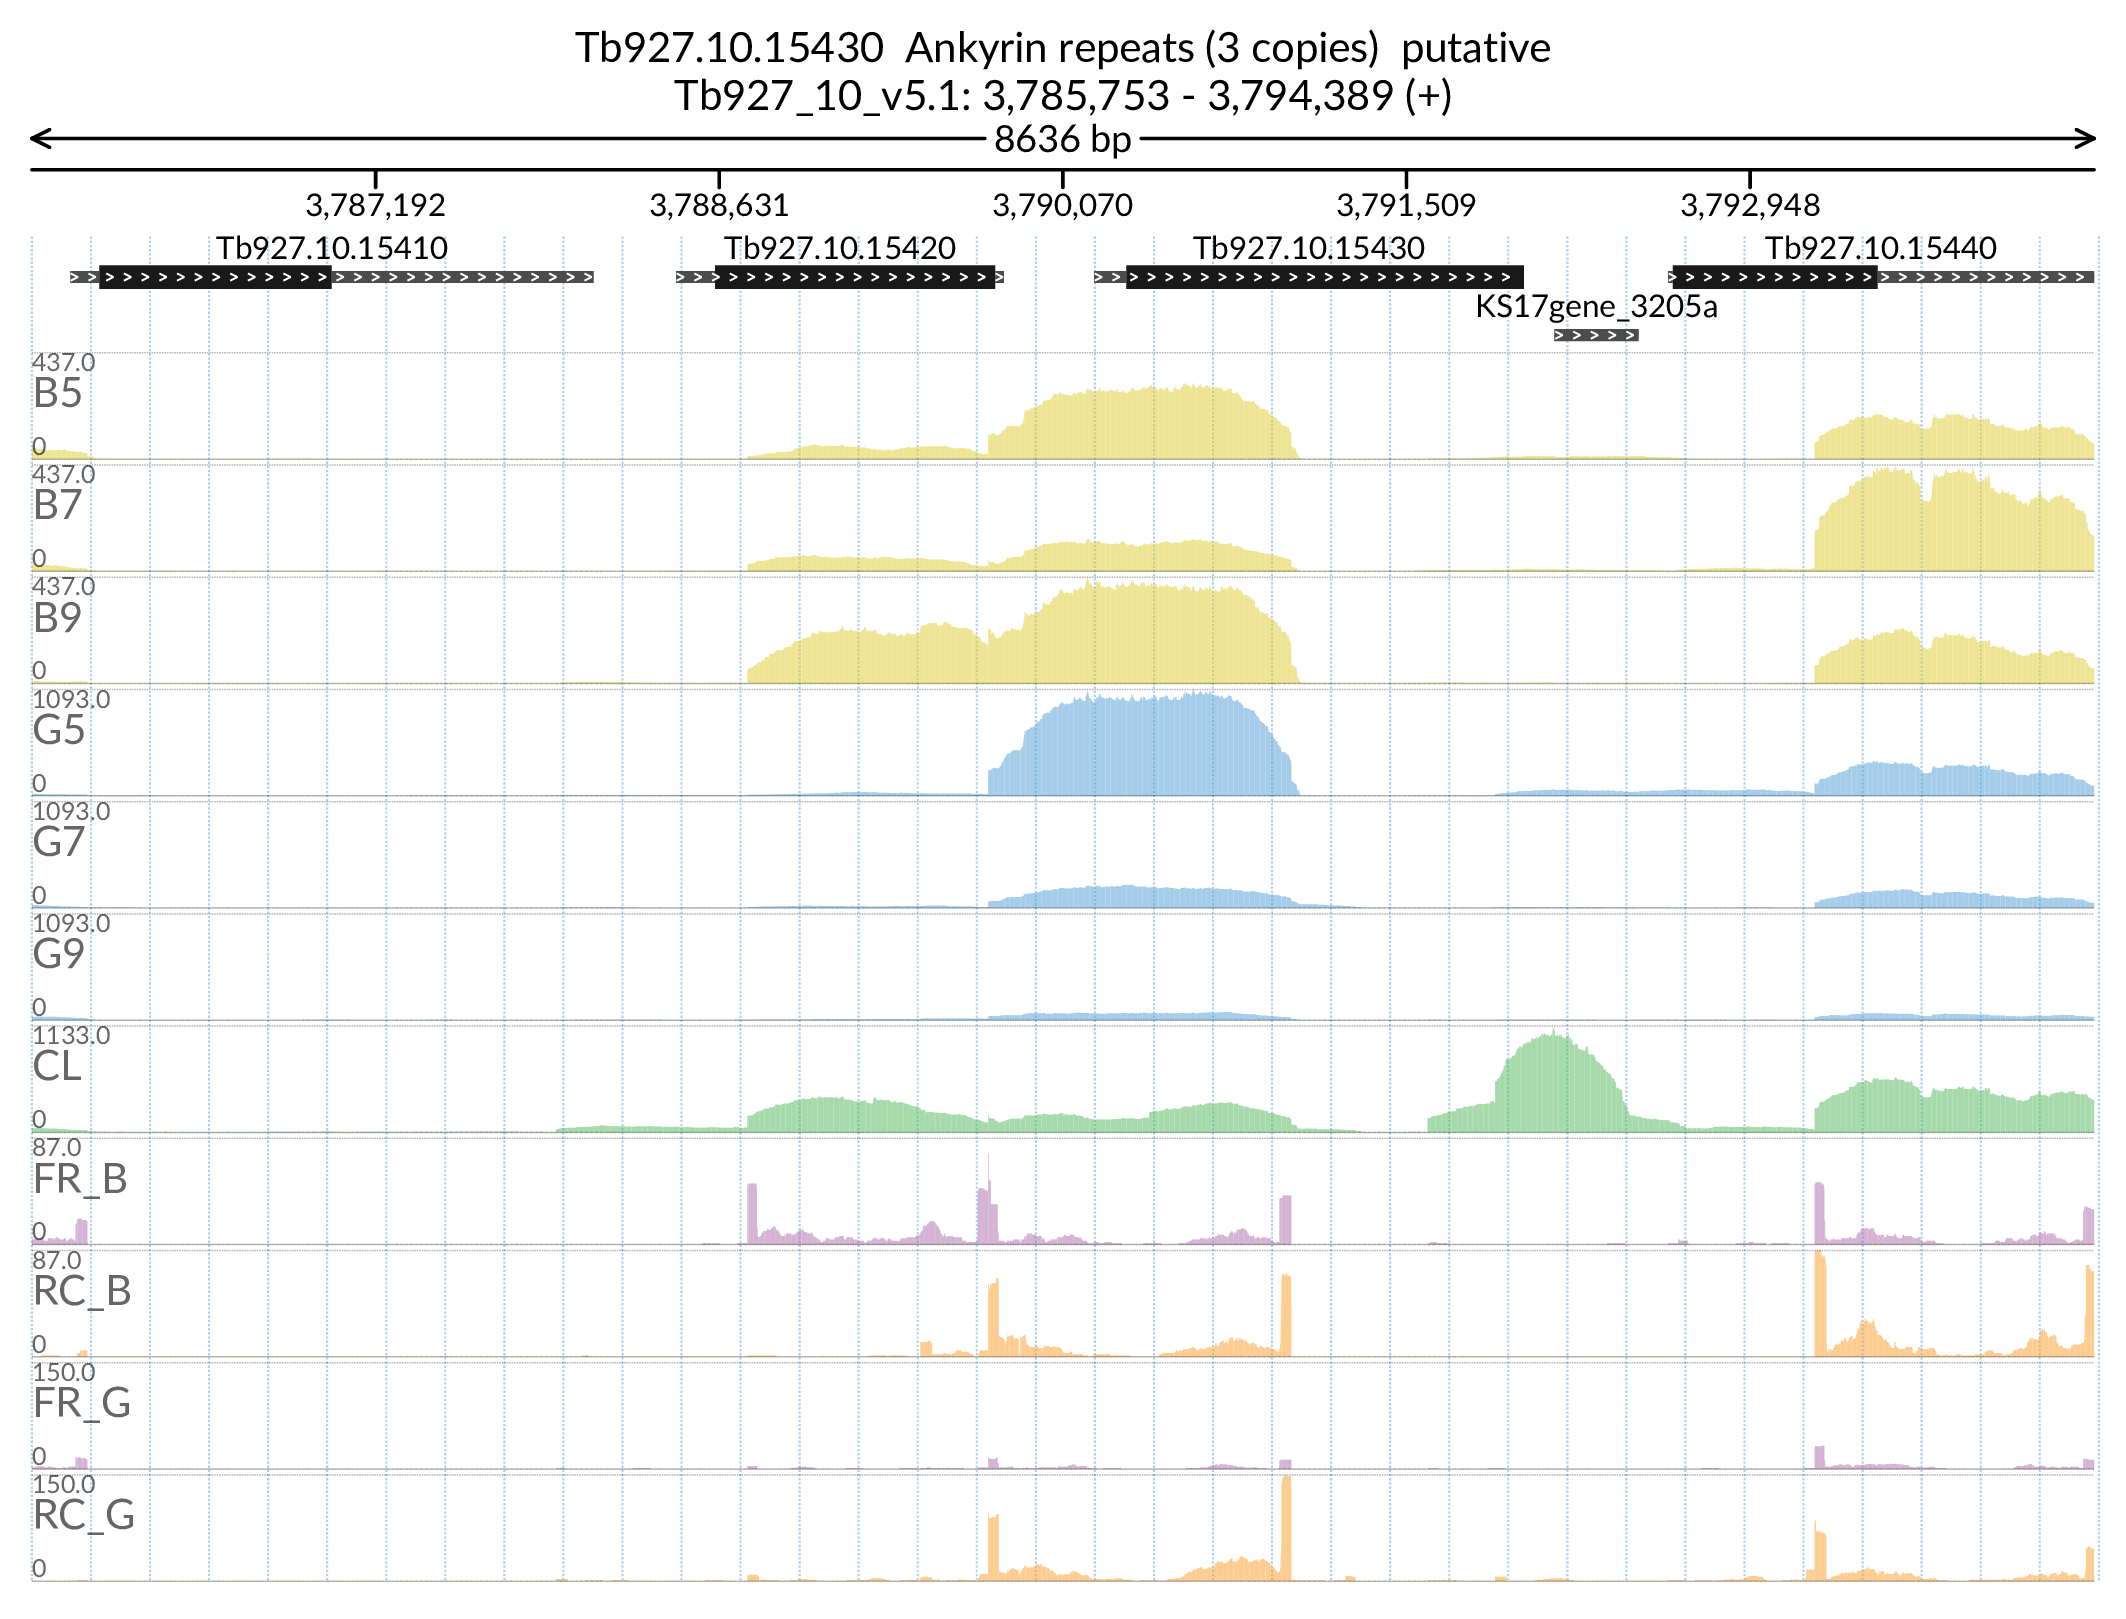 Tb927.10.15430  Ankyrin repeats (3 copies)  putative
Tb927_10_v5.1: 3,785,753 - 3,794,389 (+)
8636 bp
3,787,192 3,788,631 3,790,070 3,791,509 3,792,948
Tb927.10.15410 Tb927.10.15420 Tb927.10.15430 Tb927.10.15440
KS17gene_3205a
437.0
B5
0
437.0
B7
0
437.0
B9
0
1093.0
G5
0
1093.0
G7
0
1093.0
G9
0
1133.0
CL
0
87.0
FR_B
0
87.0
RC_B
0
150.0
FR_G
0
150.0
RC_G
0